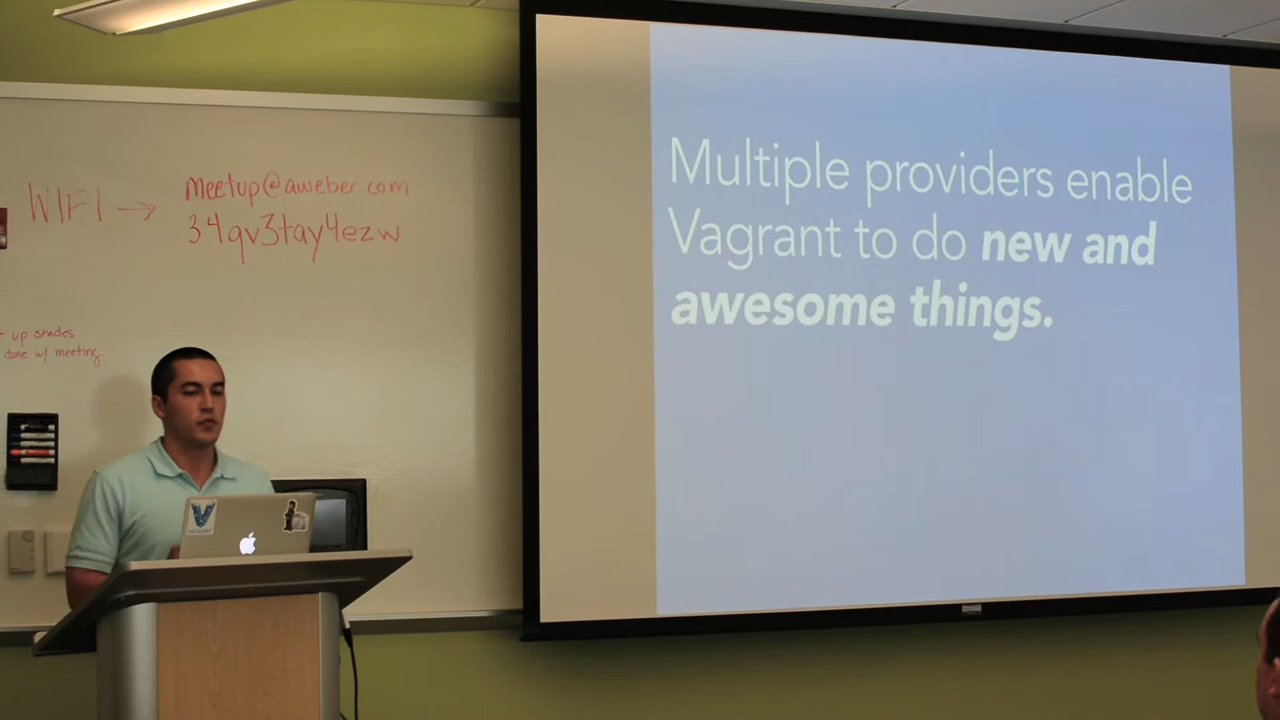 WIFI → meetup@aweber.com
34qv3tay4ezw
up shades
done w/ meeting
Multiple providers enable
Vagrant to do new and
awesome things.
VAGRANT